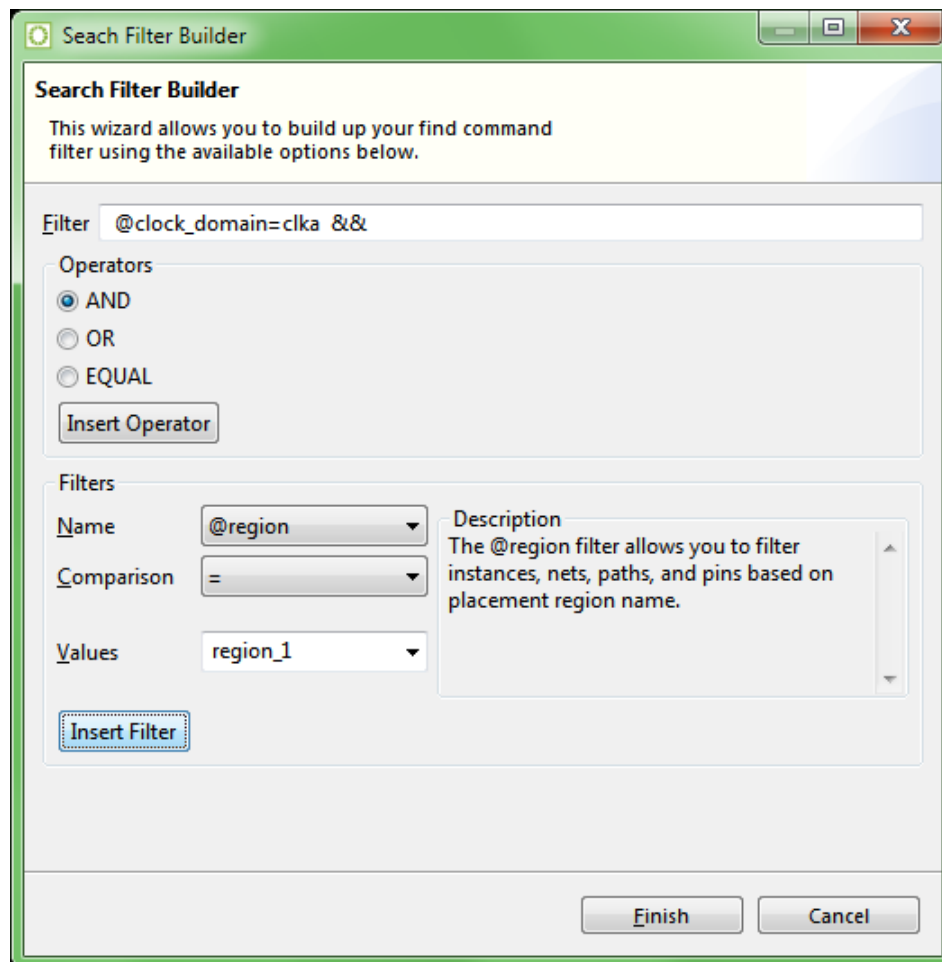 Seach Filter Builder
Search Filter Builder
This wizard allows you to build up your find command
filter using the available options below.
Filter @clock_domain=clka &&
Operators
AND
OR
EQUAL
Insert Operator
Filters
Name @region
Comparison =
Values region_1
Description
The @region filter allows you to filter
instances, nets, paths, and pins based on
placement region name.
Insert Filter
Finish Cancel